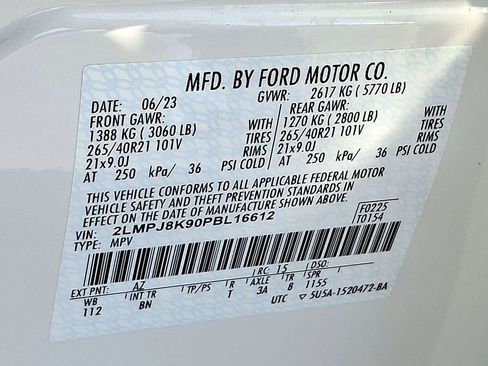 MFD. BY FORD MOTOR CO.
DATE: 06/23 GVWR: 2617 KG ( 5770 LB)
FRONT GAWR: REAR GAWR:
1388 KG ( 3060 LB) WITH 1270 KG ( 2800 LB) WITH
265/40R21 101V TIRES 265/40R21 101V TIRES
21x9.0J RIMS 21x9.0J RIMS
AT 250 kPa/ 36 PSI COLD AT 250 kPa/ 36 PSI COLD
THIS VEHICLE CONFORMS TO ALL APPLICABLE FEDERAL MOTOR
VEHICLE SAFETY AND THEFT PREVENTION STANDARDS IN
EFFECT ON THE DATE OF MANUFACTURE SHOWN ABOVE.
VIN: 2LMPJ8K90PBL16612 F0225
TYPE: MPV T0154
EXT PNT: AZ RC: 15 DSO:
WB INT TR TP/PS R AXLE TR SPR
112 BN T 3A B 1155
UTC ▽ 5U5A-1520472-BA